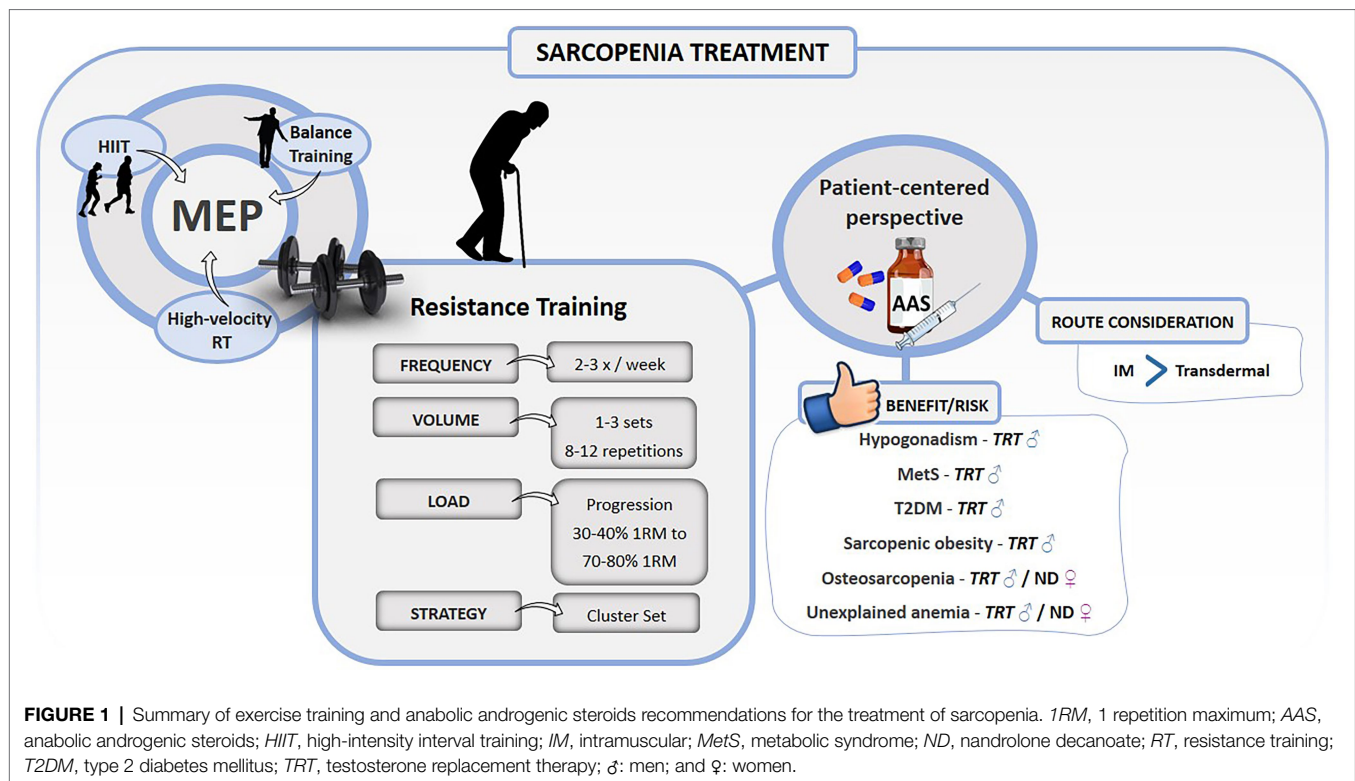 SARCOPENIA TREATMENT
HIIT
Balance
Training
MEP
High-velocity
RT
Resistance Training
FREQUENCY
2-3 x / week
VOLUME
1-3 sets
8-12 repetitions
LOAD
Progression
30-40% 1RM to
70-80% 1RM
STRATEGY
Cluster Set
Patient-centered
perspective
AAS
ROUTE CONSIDERATION
IM > Transdermal
BENEFIT/RISK
Hypogonadism - TRT ♂
MetS - TRT ♂
T2DM - TRT ♂
Sarcopenic obesity - TRT ♂
Osteosarcopenia - TRT ♂ / ND ♀
Unexplained anemia - TRT ♂ / ND ♀
FIGURE 1 | Summary of exercise training and anabolic androgenic steroids recommendations for the treatment of sarcopenia. 1RM, 1 repetition maximum; AAS,
anabolic androgenic steroids; HIIT, high-intensity interval training; IM, intramuscular; MetS, metabolic syndrome; ND, nandrolone decanoate; RT, resistance training;
T2DM, type 2 diabetes mellitus; TRT, testosterone replacement therapy; ♂: men; and ♀: women.